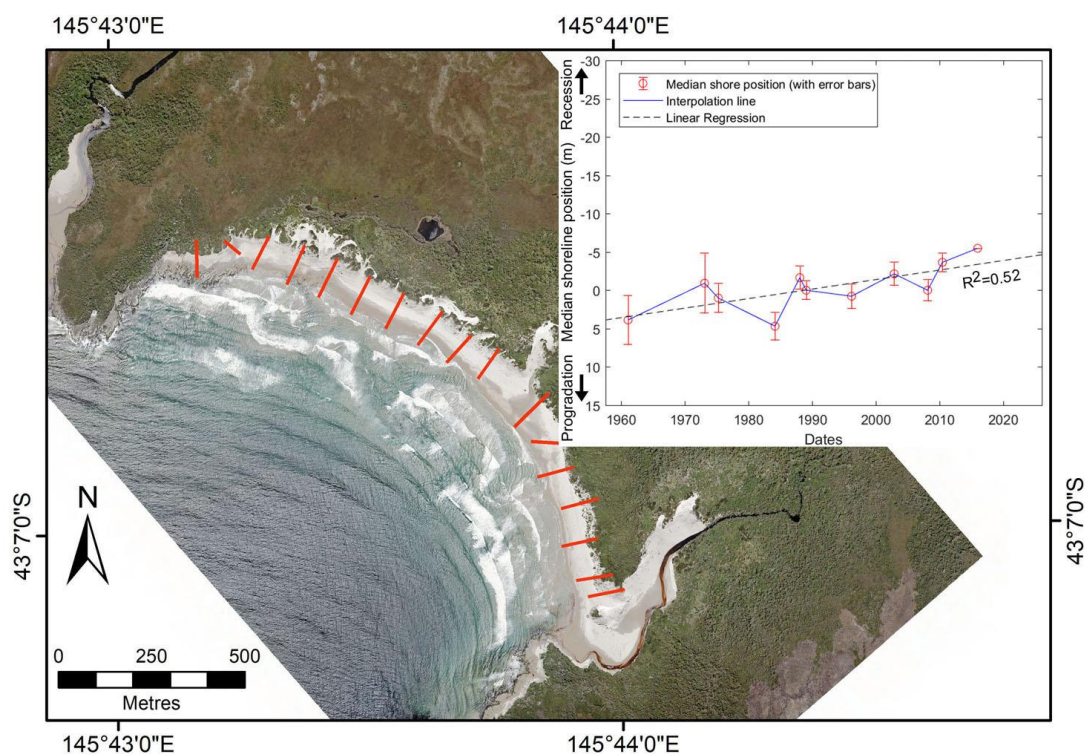 145°43'0"E
145°44'0"E
Recession
Median shoreline position (m)
Progradation
-30
-25
-20
-15
-10
-5
0
5
10
15
Median shore position (with error bars)
Interpolation line
Linear Regression
R²=0.52
1960
1970
1980
1990
2000
2010
2020
Dates
43°7'0"S
43°7'0"S
N
0
250
500
Metres
145°43'0"E
145°44'0"E